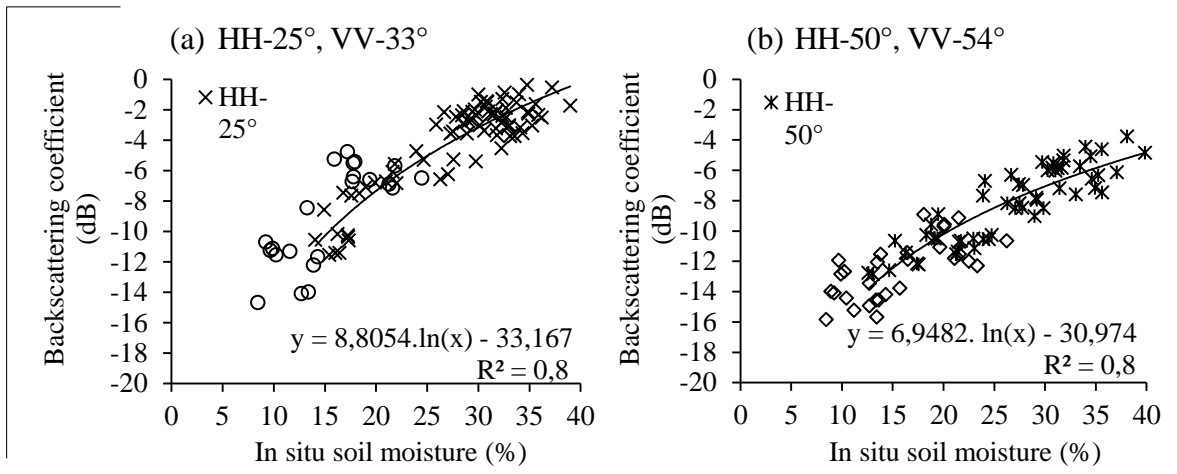 (a) HH-25°, VV-33°
Backscattering coefficient
(dB)
0
-2
-4
-6
-8
-10
-12
-14
-16
-18
-20
HH-
25°
y = 8,8054.ln(x) - 33,167
R² = 0,8
0 5 10 15 20 25 30 35 40
In situ soil moisture (%)
(b) HH-50°, VV-54°
Backscattering coefficient
(dB)
0
-2
-4
-6
-8
-10
-12
-14
-16
-18
-20
HH-
50°
y = 6,9482. ln(x) - 30,974
R² = 0,8
0 5 10 15 20 25 30 35 40
In situ soil moisture (%)